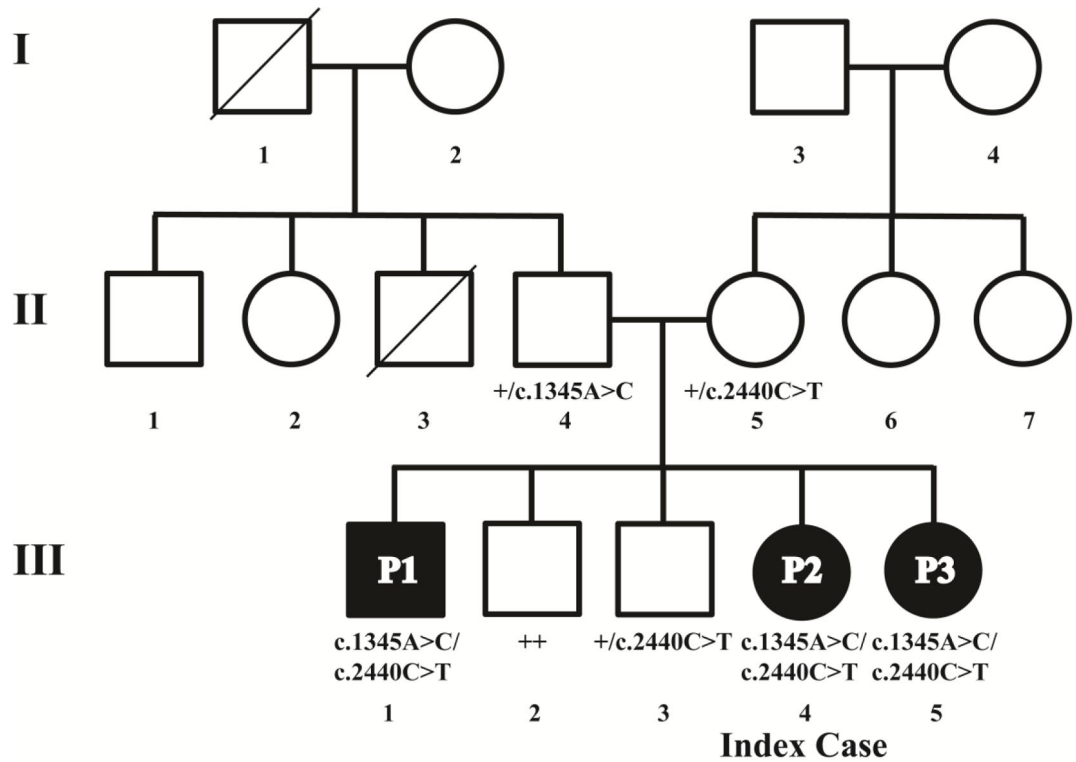 I
1 2 3 4
II
+/c.1345A>C +/c.2440C>T
1 2 3 4 5 6 7
III
P1 P2 P3
c.1345A>C/ ++ +/c.2440C>T c.1345A>C/ c.1345A>C/
c.2440C>T c.2440C>T c.2440C>T
1 2 3 4 5
Index Case